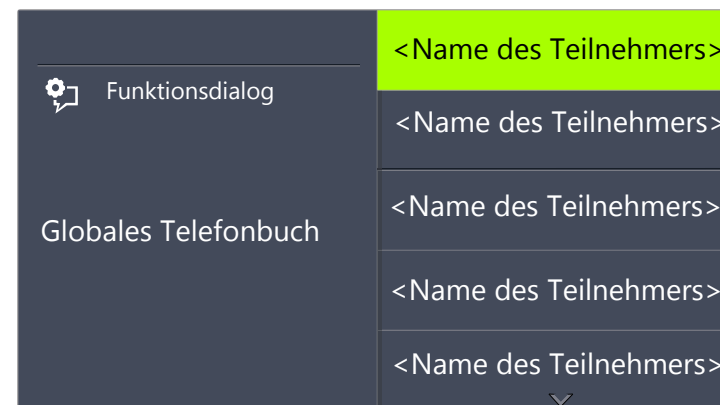 Funktionsdialog
Globales Telefonbuch
<Name des Teilnehmers>
<Name des Teilnehmers>
<Name des Teilnehmers>
<Name des Teilnehmers>
<Name des Teilnehmers>